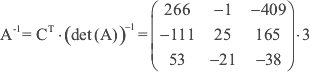 A⁻¹ = Cᵀ · (det(A))⁻¹ = ( 266 -1 -409
-111 25 165
53 -21 -38 ) · 3